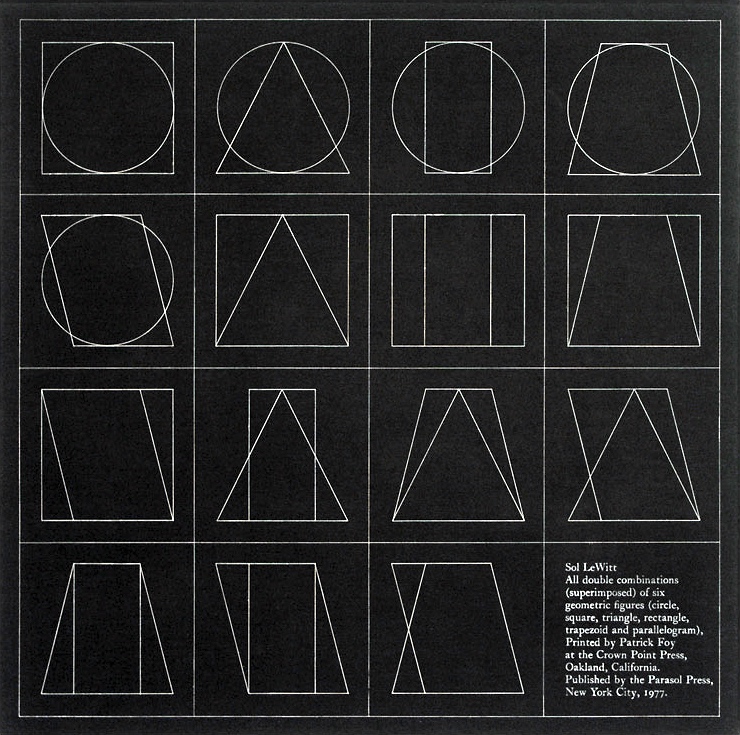 Sol LeWitt
All double combinations
(superimposed) of six
geometric figures (circle,
square, triangle, rectangle,
trapezoid and parallelogram),
Printed by Patrick Foy
at the Crown Point Press,
Oakland, California.
Published by the Parasol Press,
New York City, 1977.